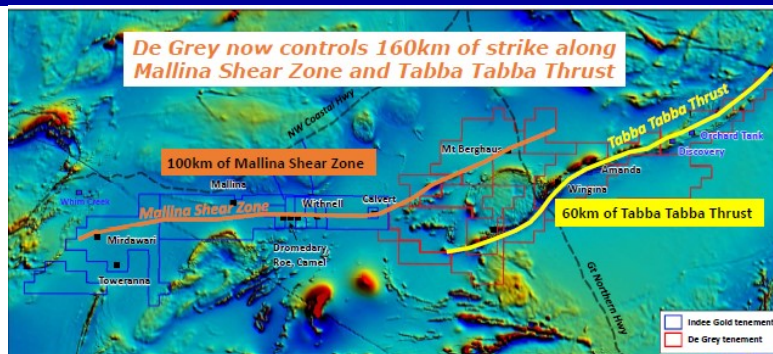 De Grey now controls 160km of strike along
Mallina Shear Zone and Tabba Tabba Thrust
NW Coastal Hwy
Tabba Tabba Thrust
Orchard Tank
Discovery
Mt Berghaus
100km of Mallina Shear Zone
Amanda
Wingina
Whim Creek
Mallina
Withnell
Calvert
Mallina Shear Zone
60km of Tabba Tabba Thrust
Mirdawari
Dromedary,
Roe, Camel
Toweranna
Gt Northern Hwy
Indee Gold tenement
De Grey tenement